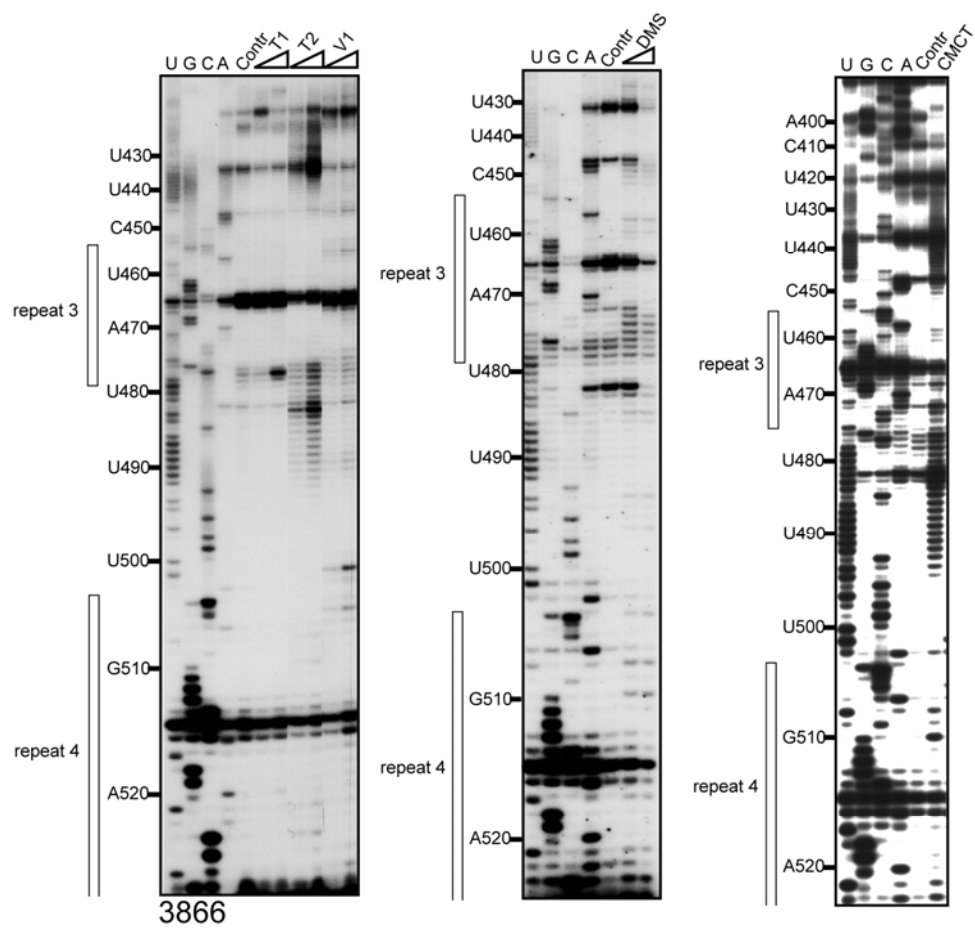 U G C A Contr T1 T2 V1
U430
U440
C450
U460
repeat 3
A470
U480
U490
U500
G510
repeat 4
A520
3866
U G C A Contr DMS
U430
U440
C450
U460
repeat 3
A470
U480
U490
U500
G510
repeat 4
A520
U G C A Contr CMCT
A400
C410
U420
U430
U440
C450
U460
repeat 3
A470
U480
U490
U500
G510
repeat 4
A520